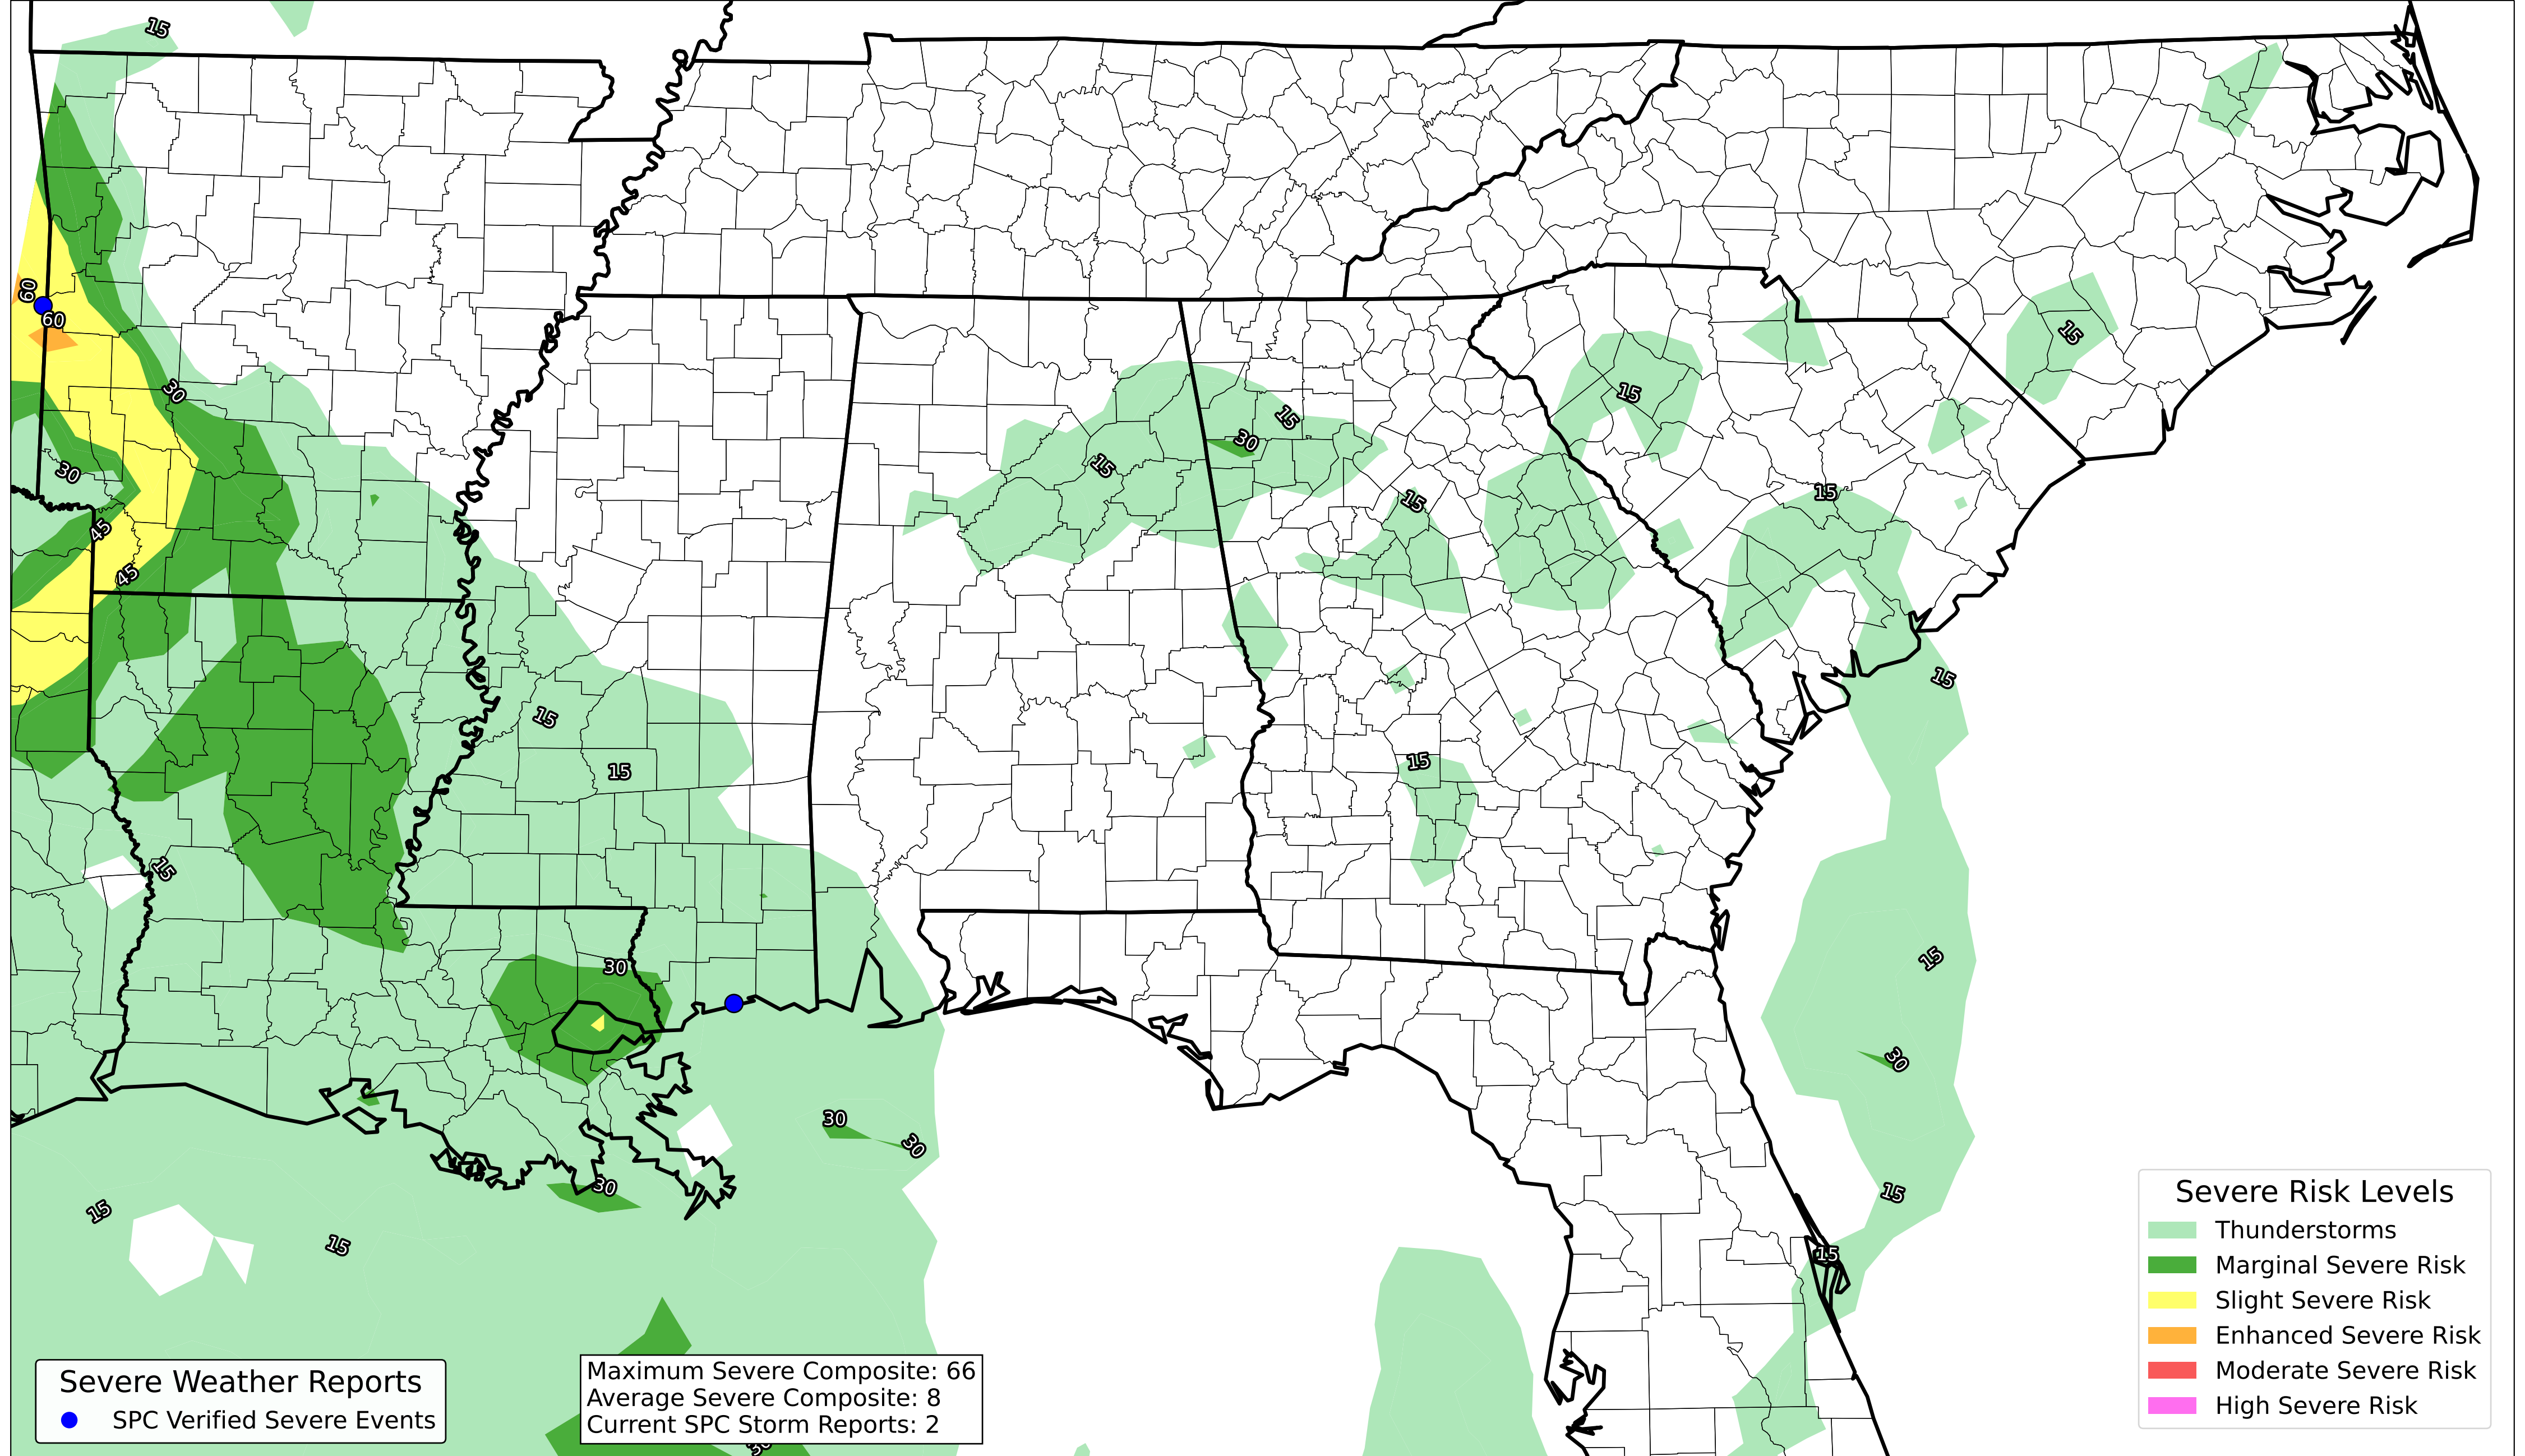 15
60
60
30
15
15
15
30
15
30
15
15
45
45
15
15
15
15
15
30
15
30
30
30
30
15
15
15
15
30
Severe Weather Reports
SPC Verified Severe Events
Maximum Severe Composite: 66
Average Severe Composite: 8
Current SPC Storm Reports: 2
Severe Risk Levels
Thunderstorms
Marginal Severe Risk
Slight Severe Risk
Enhanced Severe Risk
Moderate Severe Risk
High Severe Risk